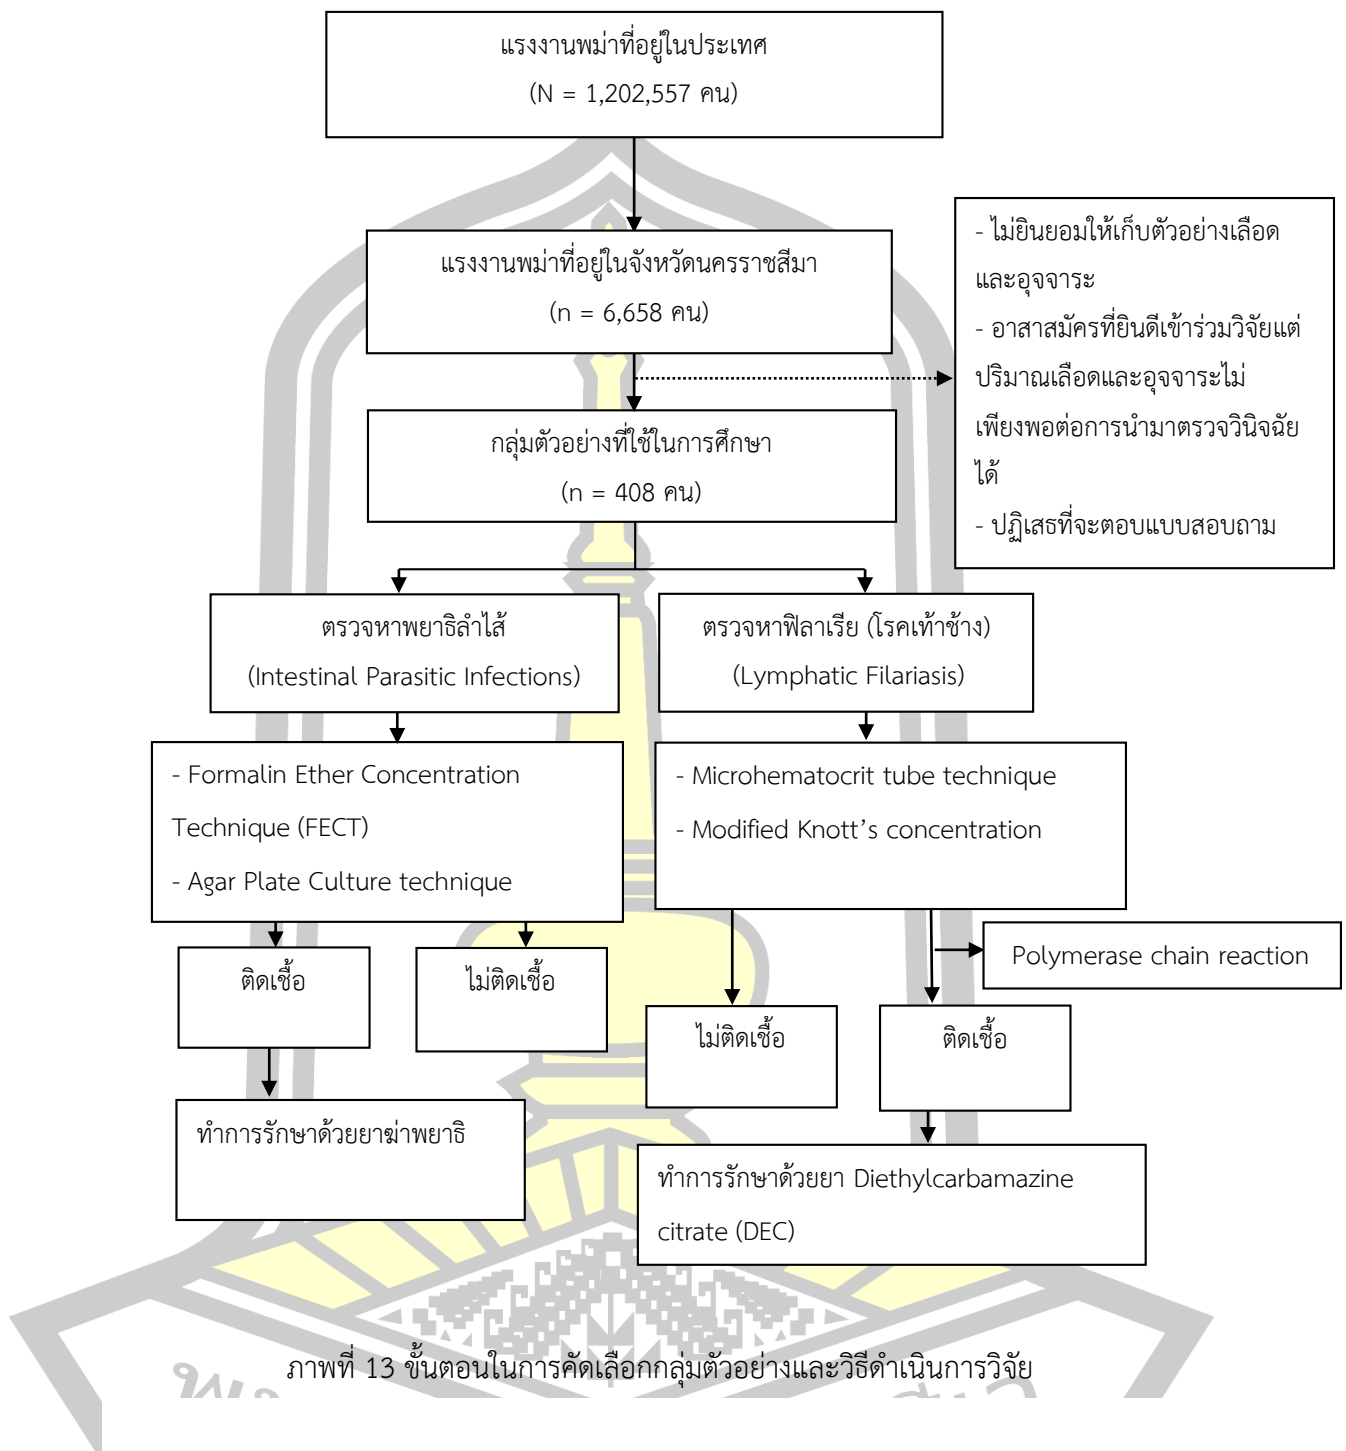 แรงงานพม่าที่อยู่ในประเทศ
(N = 1,202,557 คน)
แรงงานพม่าที่อยู่ในจังหวัดนครราชสีมา
(n = 6,658 คน)
- ไม่ยินยอมให้เก็บตัวอย่างเลือด
และอุจจาระ
- อาสาสมัครที่ยินดีเข้าร่วมวิจัยแต่
ปริมาณเลือดและอุจจาระไม่
เพียงพอต่อการนำมาตรวจวินิจฉัย
ได้
- ปฏิเสธที่จะตอบแบบสอบถาม
กลุ่มตัวอย่างที่ใช้ในการศึกษา
(n = 408 คน)
ตรวจหาพยาธิลำไส้
(Intestinal Parasitic Infections)
ตรวจหาฟิลาเรีย (โรคเท้าช้าง)
(Lymphatic Filariasis)
- Formalin Ether Concentration
Technique (FECT)
- Agar Plate Culture technique
- Microhematocrit tube technique
- Modified Knott’s concentration
ติดเชื้อ
ไม่ติดเชื้อ
Polymerase chain reaction
ไม่ติดเชื้อ
ติดเชื้อ
ทำการรักษาด้วยยาฆ่าพยาธิ
ทำการรักษาด้วยยา Diethylcarbamazine
citrate (DEC)
ภาพที่ 13 ขั้นตอนในการคัดเลือกกลุ่มตัวอย่างและวิธีดำเนินการวิจัย